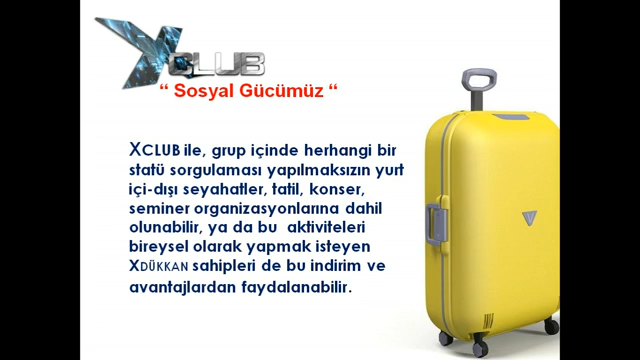 XCLUB
“ Sosyal Gücümüz “
XCLUB ile, grup içinde herhangi bir
statü sorgulaması yapılmaksızın yurt
içi-dışı seyahatler, tatil, konser,
seminer organizasyonlarına dahil
olunabilir, ya da bu aktiviteleri
bireysel olarak yapmak isteyen
XDÜKKAN sahipleri de bu indirim ve
avantajlardan faydalanabilir.